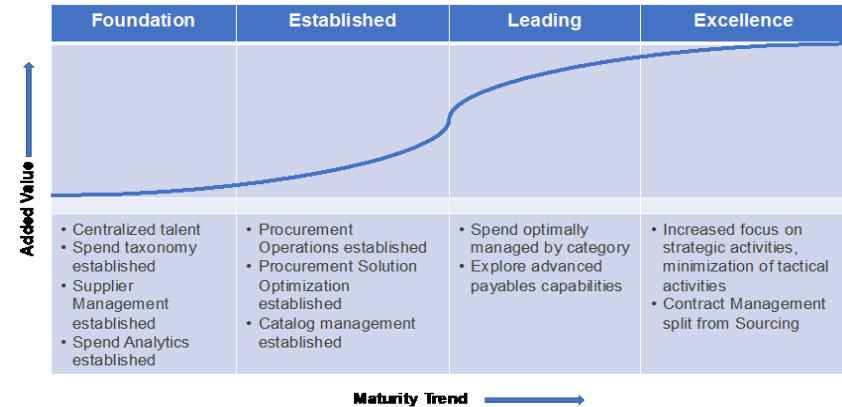 Foundation
Established
Leading
Excellence
Added Value
• Centralized talent
• Spend taxonomy
established
• Supplier
Management
established
• Spend Analytics
established
• Procurement
Operations established
• Procurement Solution
Optimization
established
• Catalog management
established
• Spend optimally
managed by category
• Explore advanced
payables capabilities
• Increased focus on
strategic activities,
minimization of tactical
activities
• Contract Management
split from Sourcing
Maturity Trend